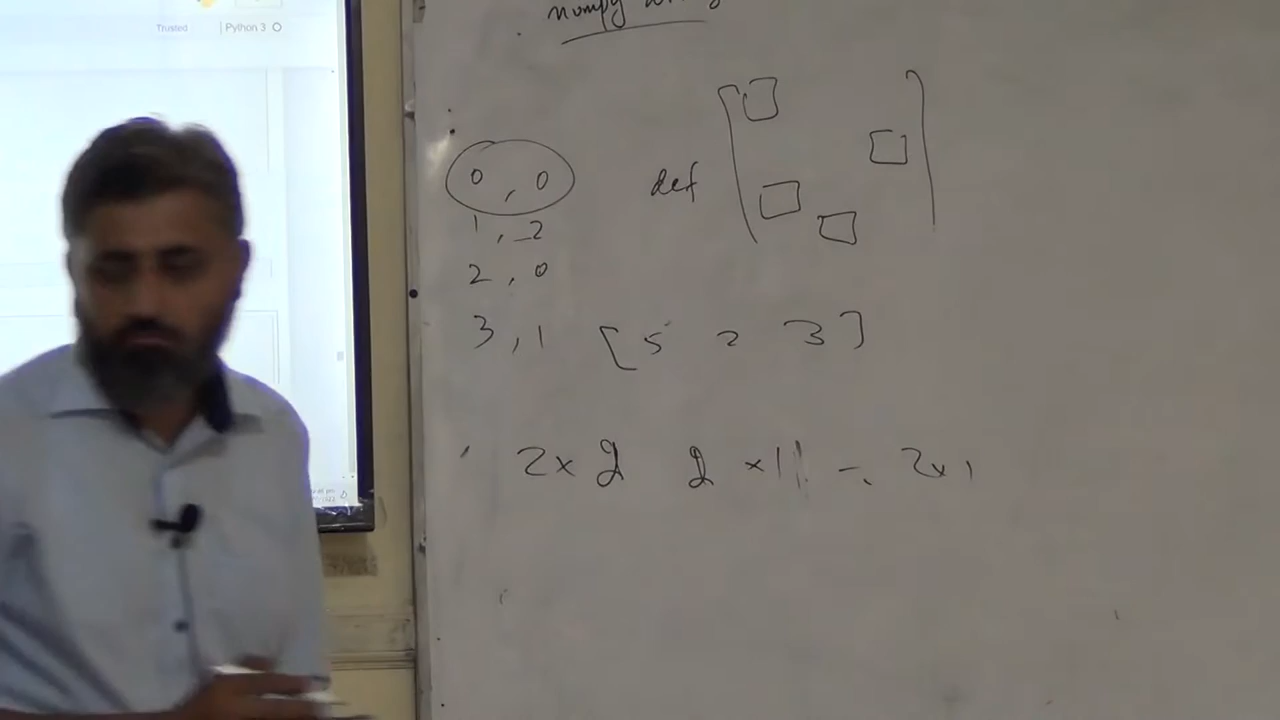 Trusted | Python 3
numpy
0 , 0 def
1 , 2
2 , 0
3 , 1 [ 5 2 3 ]
2 x 2 2 x 1 = 2 x 1